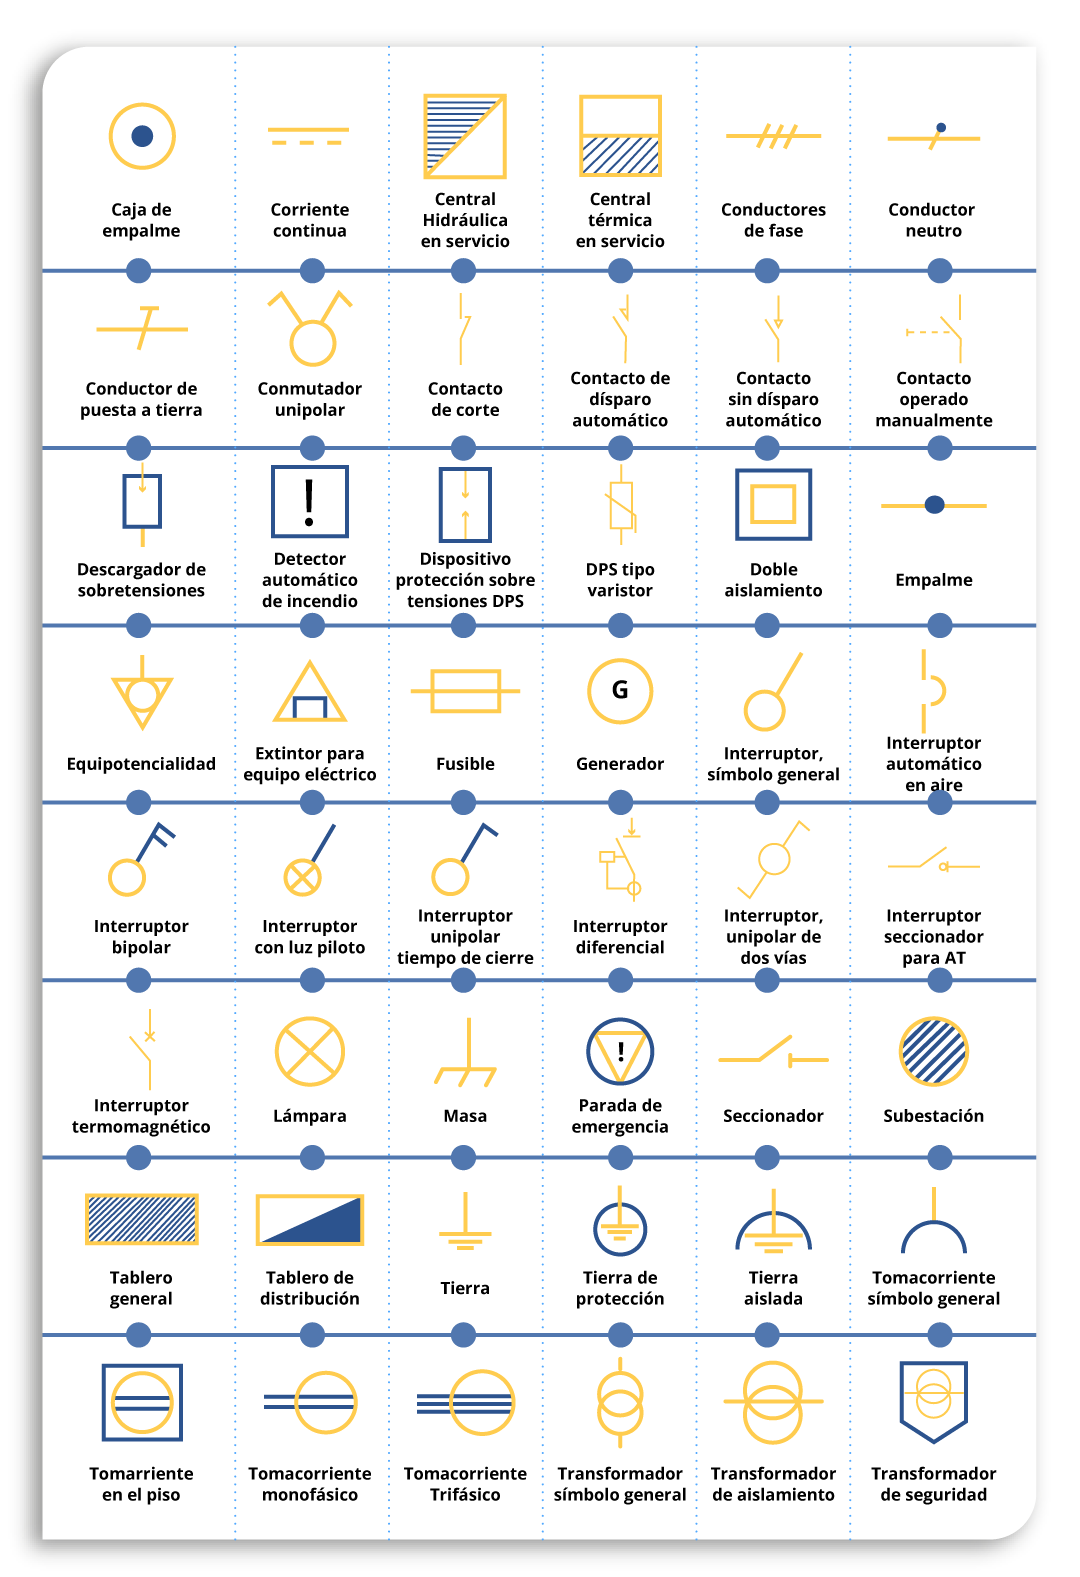 Caja de
empalme
Corriente
continua
Central
Hidráulica
en servicio
Central
térmica
en servicio
Conductores
de fase
Conductor
neutro
Conductor de
puesta a tierra
Conmutador
unipolar
Contacto
de corte
Contacto de
dísparo
automático
Contacto
sin dísparo
automático
Contacto
operado
manualmente
!
Descargador de
sobretensiones
Detector
automático
de incendio
Dispositivo
protección sobre
tensiones DPS
DPS tipo
varistor
Doble
aislamiento
Empalme
G
Equipotencialidad
Extintor para
equipo eléctrico
Fusible
Generador
Interruptor,
símbolo general
Interruptor
automático
en aire
Interruptor
bipolar
Interruptor
con luz piloto
Interruptor
unipolar
tiempo de cierre
Interruptor
diferencial
Interruptor,
unipolar de
dos vías
Interruptor
seccionador
para AT
!
Interruptor
termomagnético
Lámpara
Masa
Parada de
emergencia
Seccionador
Subestación
Tablero
general
Tablero de
distribución
Tierra
Tierra de
protección
Tierra
aislada
Tomacorriente
símbolo general
Tomarriente
en el piso
Tomacorriente
monofásico
Tomacorriente
Trifásico
Transformador
símbolo general
Transformador
de aislamiento
Transformador
de seguridad